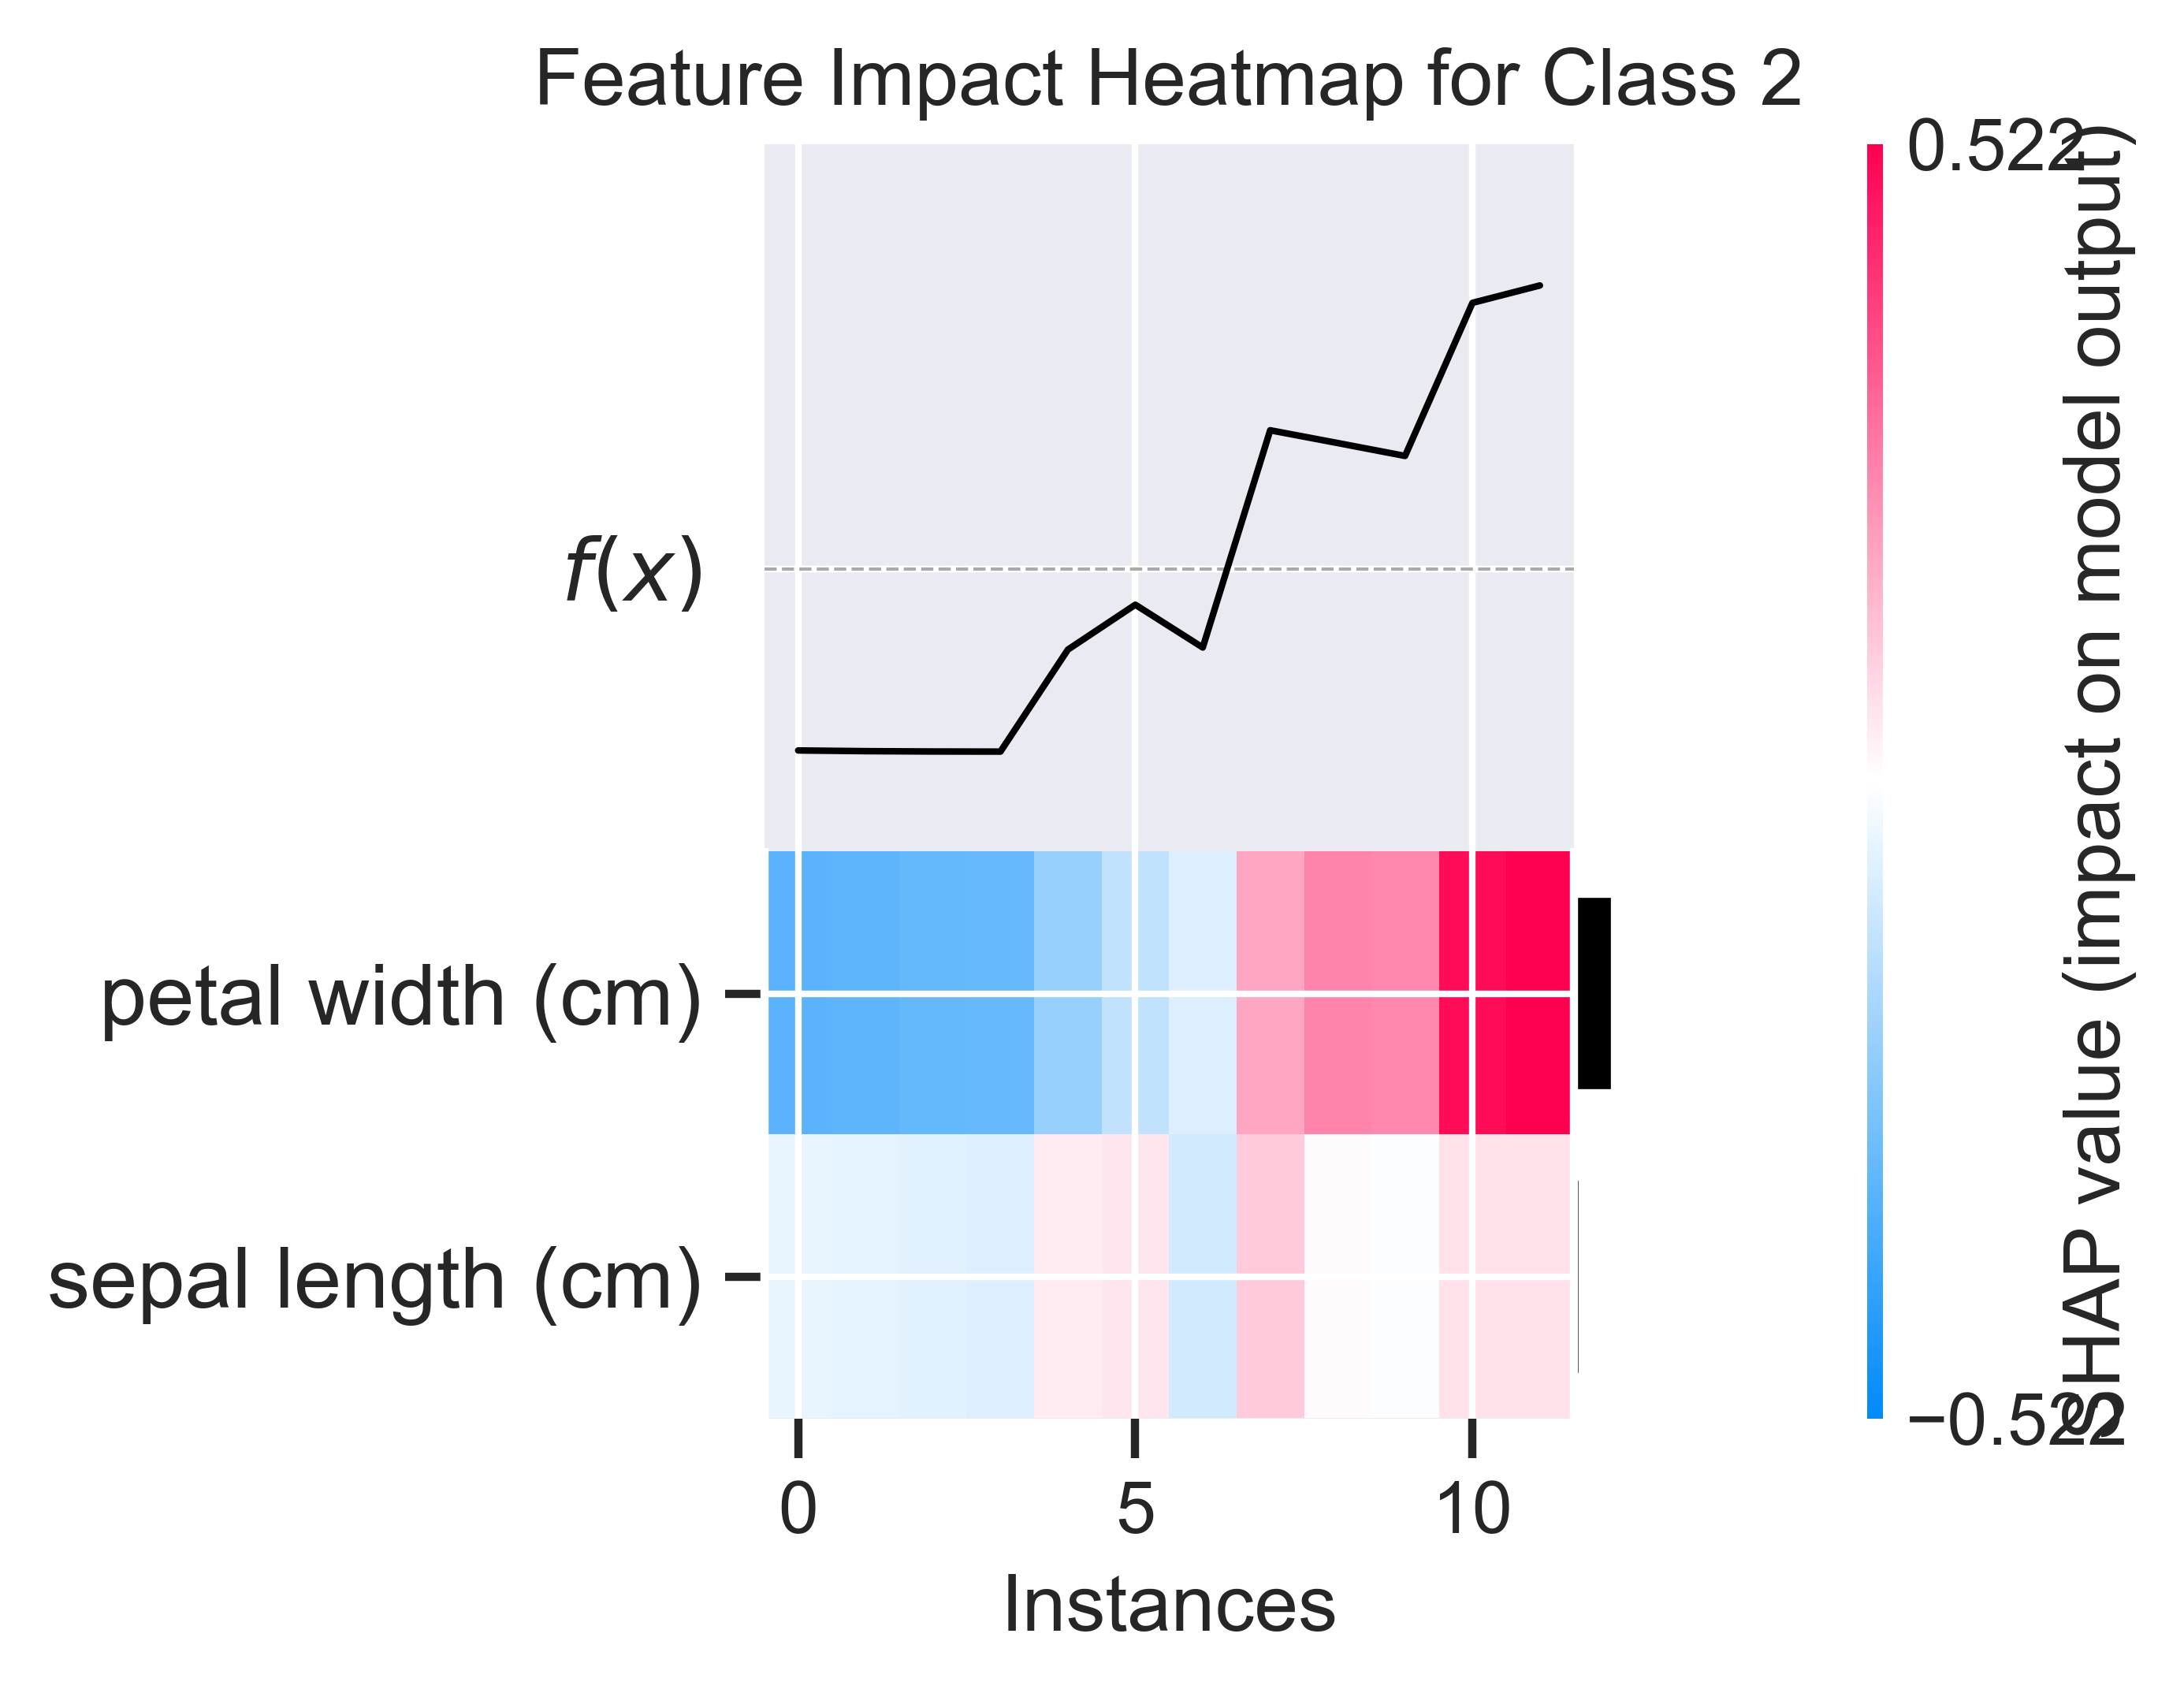 Feature Impact Heatmap for Class 2
0.522
f(x)
petal width (cm)
sepal length (cm)
0 5 10
Instances
−0.522
SHAP value (impact on model output)